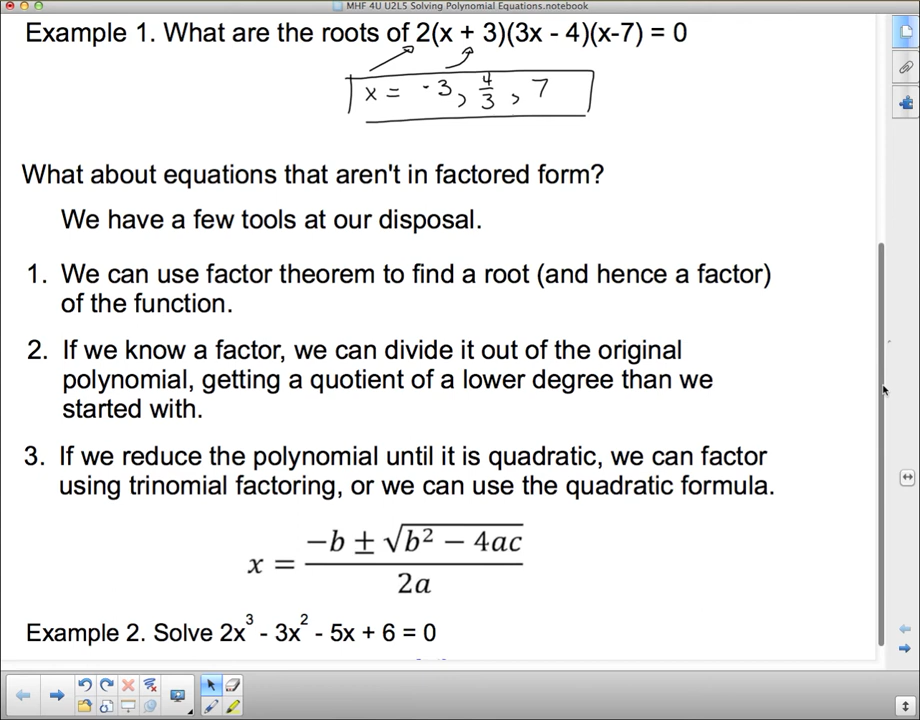 MHF 4U U2L5 Solving Polynomial Equations.notebook
Example 1. What are the roots of 2(x + 3)(3x - 4)(x-7) = 0
x = -3, 4/3, 7
What about equations that aren't in factored form?
We have a few tools at our disposal.
1. We can use factor theorem to find a root (and hence a factor)
of the function.
2. If we know a factor, we can divide it out of the original
polynomial, getting a quotient of a lower degree than we
started with.
3. If we reduce the polynomial until it is quadratic, we can factor
using trinomial factoring, or we can use the quadratic formula.
x = (−b ± √(b² − 4ac)) / 2a
Example 2. Solve 2x³ - 3x² - 5x + 6 = 0